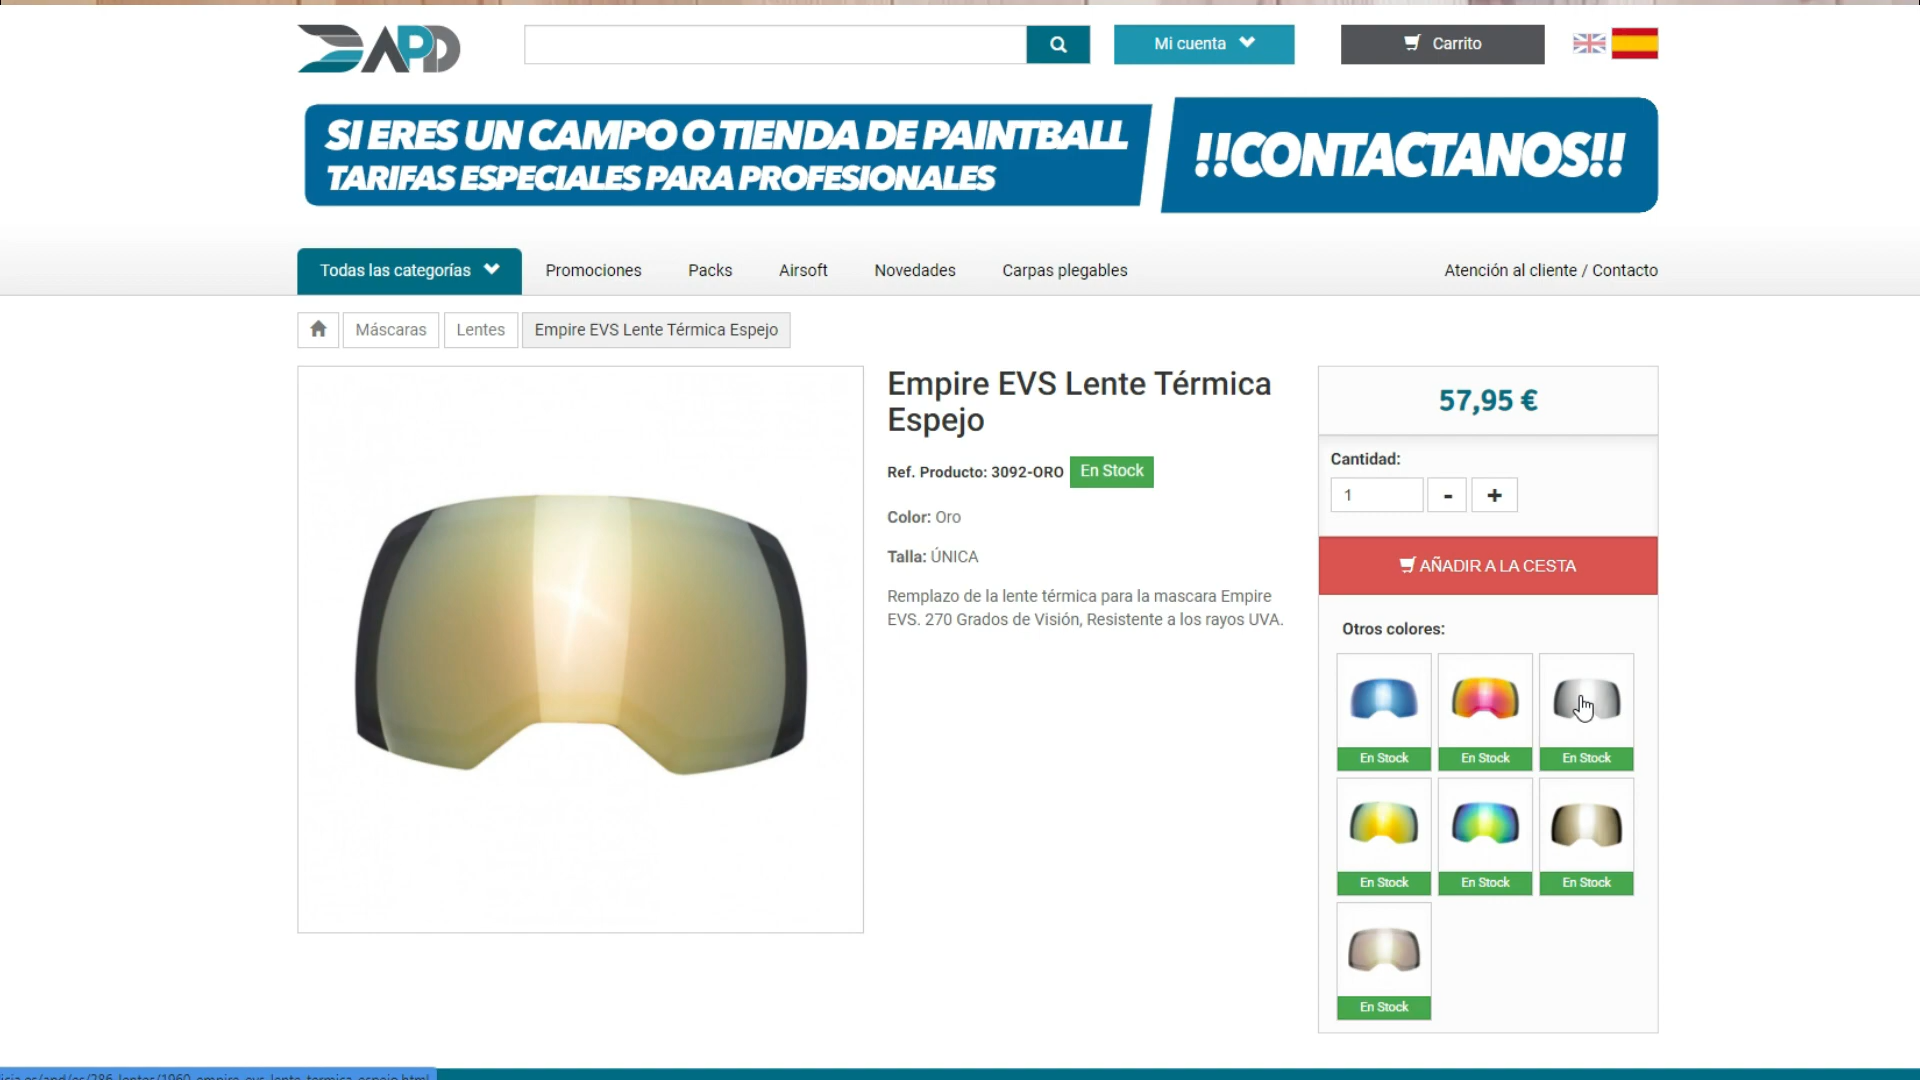 APD
Mi cuenta
Carrito
SI ERES UN CAMPO O TIENDA DE PAINTBALL
TARIFAS ESPECIALES PARA PROFESIONALES
!!CONTACTANOS!!
Todas las categorías
Promociones
Packs
Airsoft
Novedades
Carpas plegables
Atención al cliente / Contacto
Máscaras
Lentes
Empire EVS Lente Térmica Espejo
Empire EVS Lente Térmica
Espejo
Ref. Producto: 3092-ORO
En Stock
Color: Oro
Talla: ÚNICA
Remplazo de la lente térmica para la mascara Empire
EVS. 270 Grados de Visión, Resistente a los rayos UVA.
57,95 €
Cantidad:
1
-
+
AÑADIR A LA CESTA
Otros colores:
En Stock
En Stock
En Stock
En Stock
En Stock
En Stock
En Stock